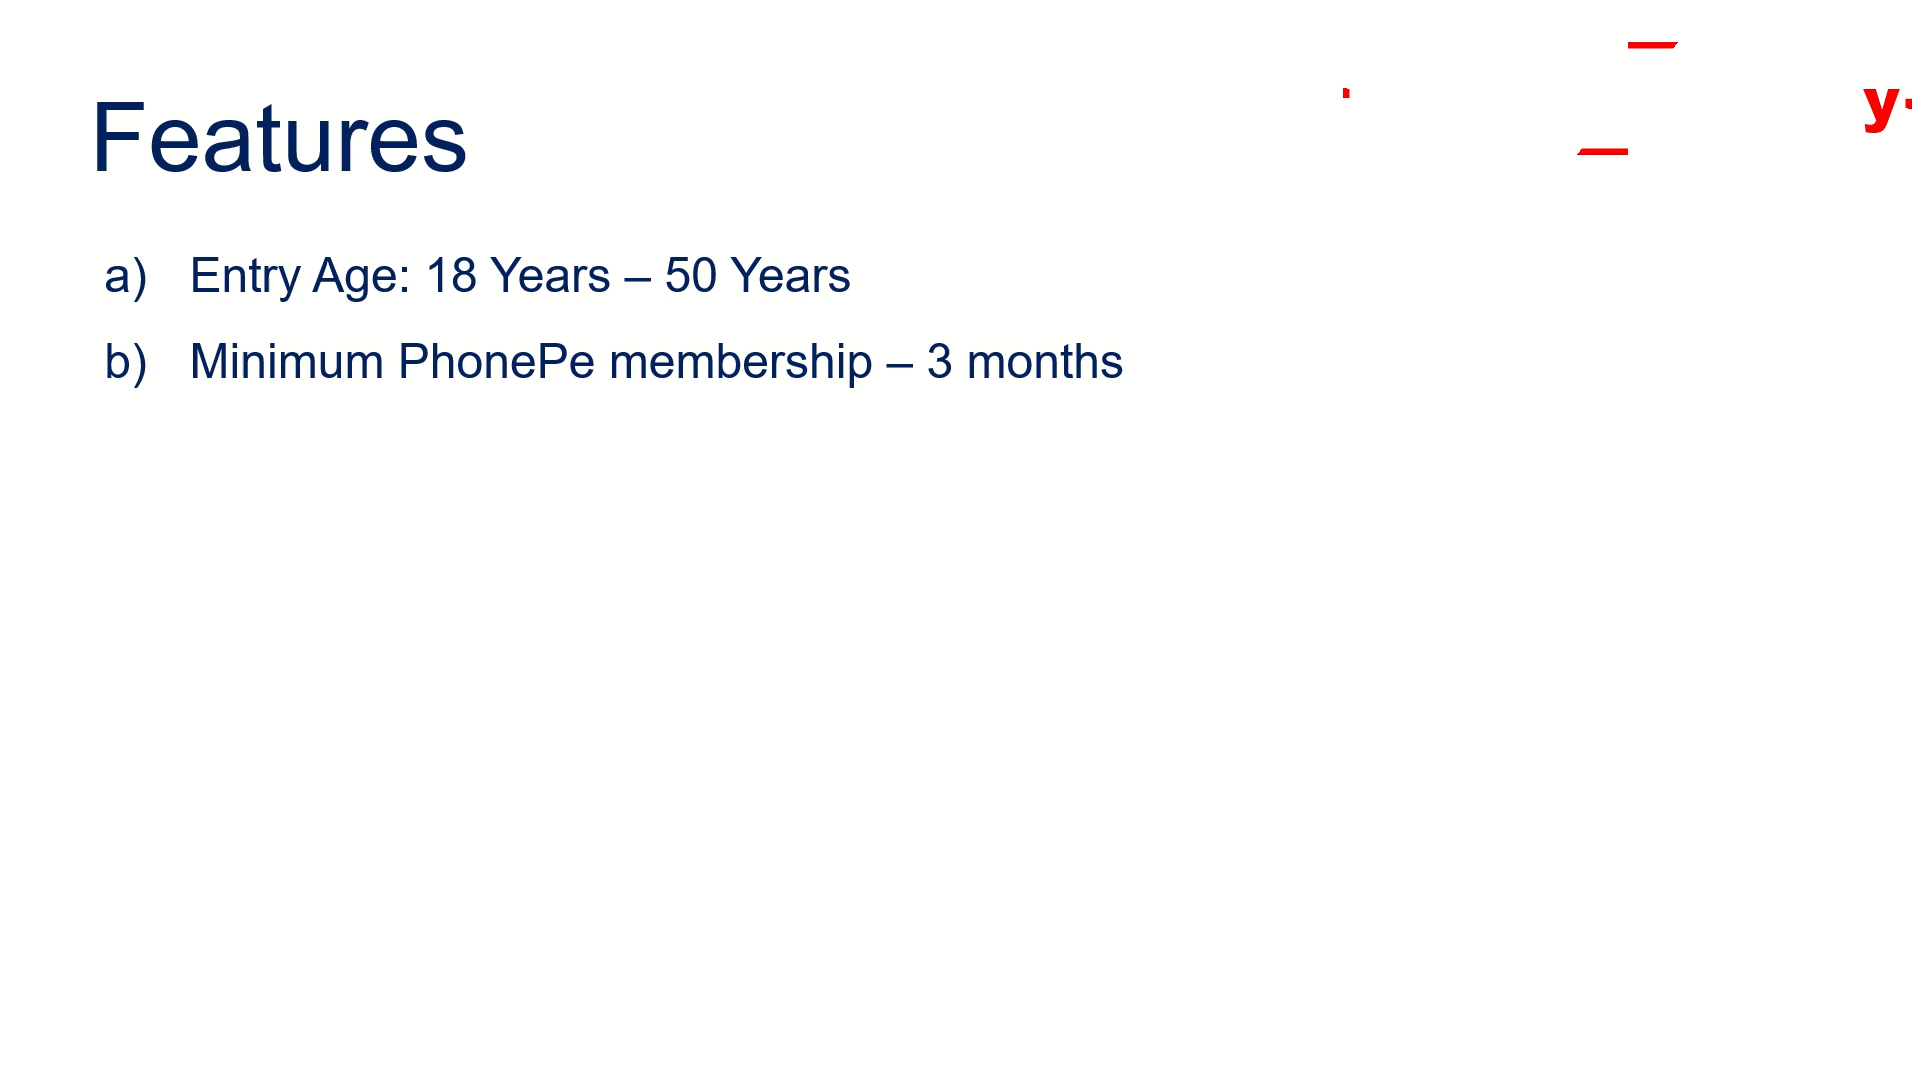 Features
a) Entry Age: 18 Years – 50 Years
b) Minimum PhonePe membership – 3 months